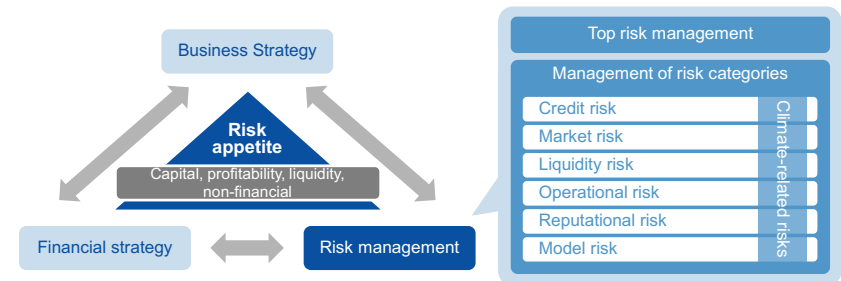 Business Strategy
Risk
appetite
Capital, profitability, liquidity,
non-financial
Financial strategy
Risk management
Top risk management
Management of risk categories
Credit risk
Market risk
Liquidity risk
Operational risk
Reputational risk
Model risk
Climate-related risks